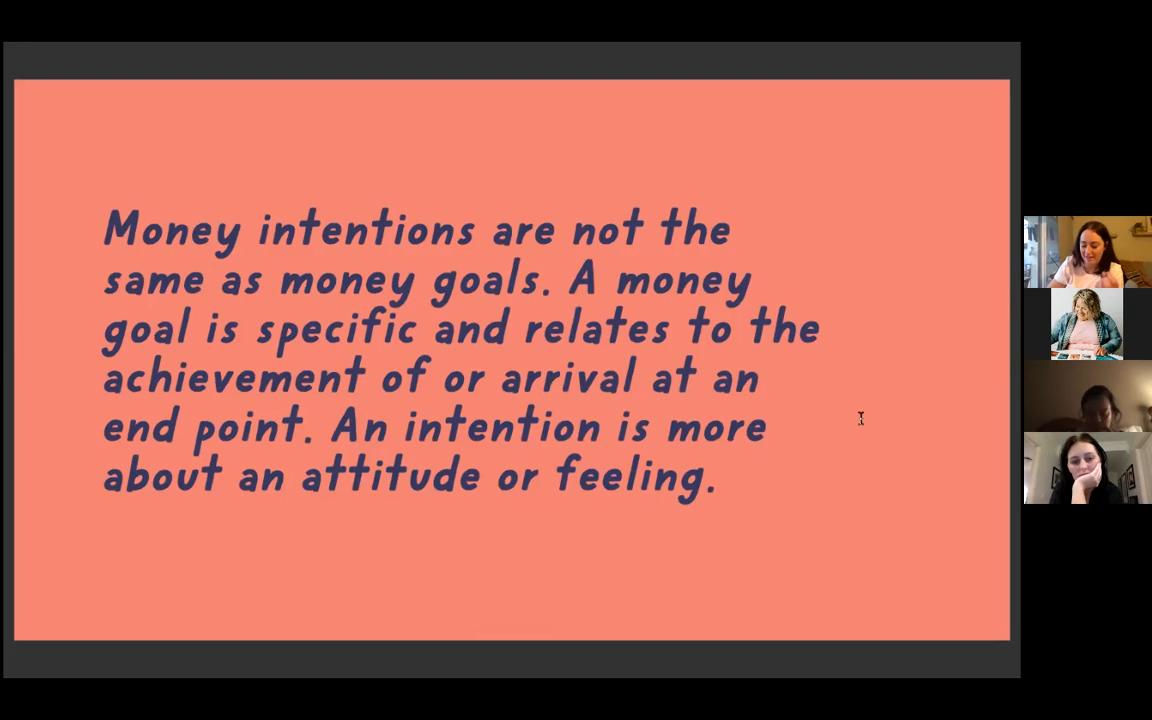 Money intentions are not the
same as money goals. A money
goal is specific and relates to the
achievement of or arrival at an
end point. An intention is more
about an attitude or feeling.